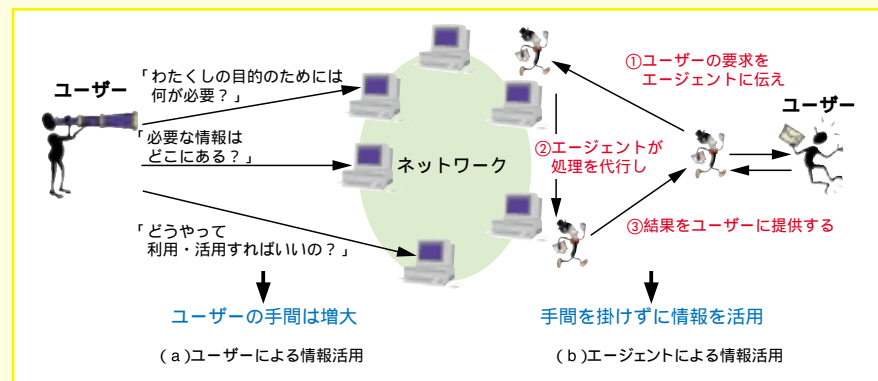 ユーザー
「わたくしの目的のためには
何が必要?」
「必要な情報は
どこにある?」
「どうやって
利用・活用すればいいの?」
ユーザーの手間は増大
(a)ユーザーによる情報活用
ネットワーク
①ユーザーの要求を
エージェントに伝え
ユーザー
②エージェントが
処理を代行し
③結果をユーザーに提供する
手間を掛けずに情報を活用
(b)エージェントによる情報活用